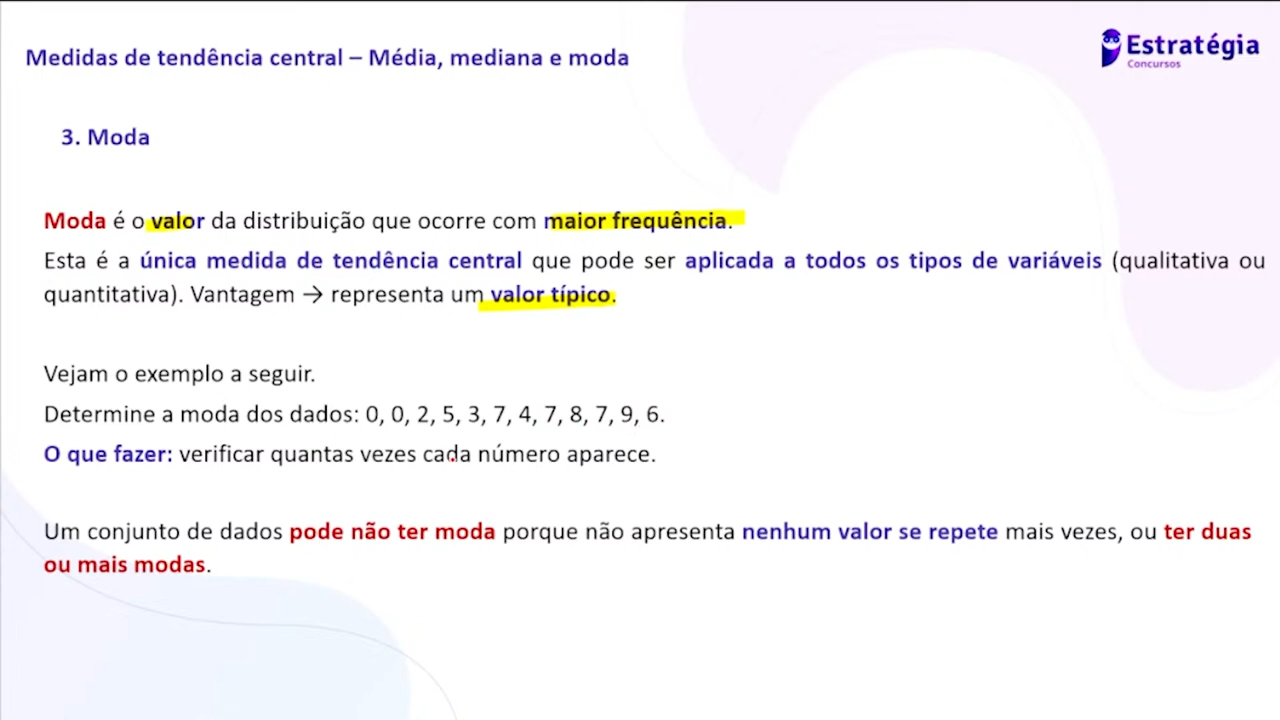 Medidas de tendência central – Média, mediana e moda
Estratégia
Concursos
3. Moda
Moda é o valor da distribuição que ocorre com maior frequência.
Esta é a única medida de tendência central que pode ser aplicada a todos os tipos de variáveis (qualitativa ou
quantitativa). Vantagem → representa um valor típico.
Vejam o exemplo a seguir.
Determine a moda dos dados: 0, 0, 2, 5, 3, 7, 4, 7, 8, 7, 9, 6.
O que fazer: verificar quantas vezes cada número aparece.
Um conjunto de dados pode não ter moda porque não apresenta nenhum valor se repete mais vezes, ou ter duas
ou mais modas.